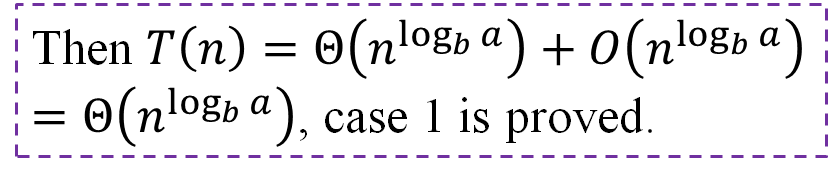 Then T(n) = Θ(n^{log_b a}) + O(n^{log_b a})
= Θ(n^{log_b a}), case 1 is proved.